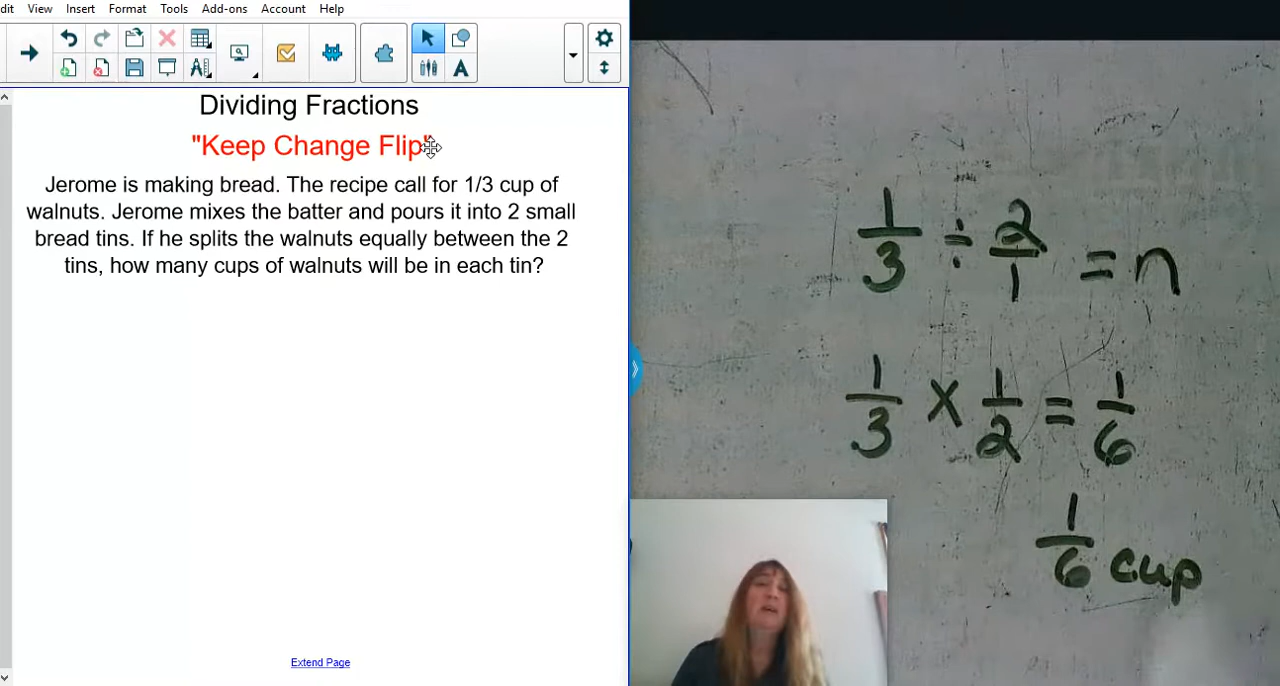 dit View Insert Format Tools Add-ons Account Help
Dividing Fractions
"Keep Change Flip"
Jerome is making bread. The recipe call for 1/3 cup of
walnuts. Jerome mixes the batter and pours it into 2 small
bread tins. If he splits the walnuts equally between the 2
tins, how many cups of walnuts will be in each tin?
Extend Page
1/3 ÷ 2/1 = n
1/3 x 1/2 = 1/6
1/6 cup